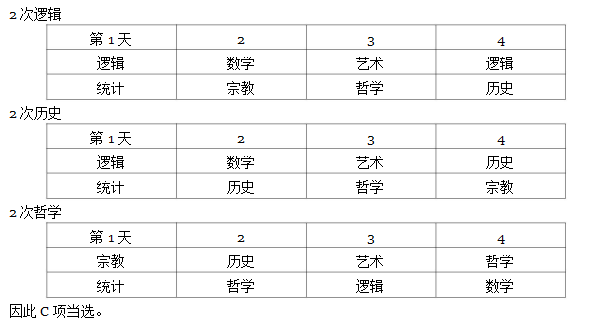 2 次逻辑
第 1 天 2 3 4
逻辑 数学 艺术 逻辑
统计 宗教 哲学 历史
2 次历史
第 1 天 2 3 4
逻辑 数学 艺术 历史
统计 历史 哲学 宗教
2 次哲学
第 1 天 2 3 4
宗教 历史 艺术 哲学
统计 哲学 逻辑 数学
因此 C 项当选。